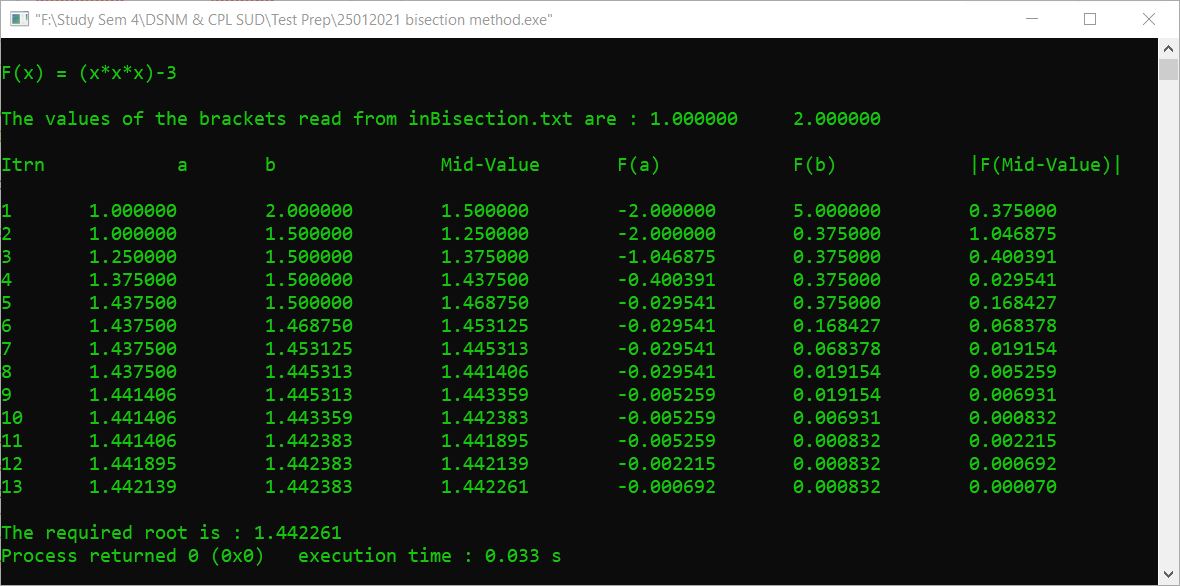 "F:\Study Sem 4\DSNM & CPL SUD\Test Prep\25012021 bisection method.exe"
F(x) = (x*x*x)-3
The values of the brackets read from inBisection.txt are : 1.000000 2.000000
Itrn a b Mid-Value F(a) F(b) |F(Mid-Value)|
1 1.000000 2.000000 1.500000 -2.000000 5.000000 0.375000
2 1.000000 1.500000 1.250000 -2.000000 0.375000 1.046875
3 1.250000 1.500000 1.375000 -1.046875 0.375000 0.400391
4 1.375000 1.500000 1.437500 -0.400391 0.375000 0.029541
5 1.437500 1.500000 1.468750 -0.029541 0.375000 0.168427
6 1.437500 1.468750 1.453125 -0.029541 0.168427 0.068378
7 1.437500 1.453125 1.445313 -0.029541 0.068378 0.019154
8 1.437500 1.445313 1.441406 -0.029541 0.019154 0.005259
9 1.441406 1.445313 1.443359 -0.005259 0.019154 0.006931
10 1.441406 1.443359 1.442383 -0.005259 0.006931 0.000832
11 1.441406 1.442383 1.441895 -0.005259 0.000832 0.002215
12 1.441895 1.442383 1.442139 -0.002215 0.000832 0.000692
13 1.442139 1.442383 1.442261 -0.000692 0.000832 0.000070
The required root is : 1.442261
Process returned 0 (0x0) execution time : 0.033 s